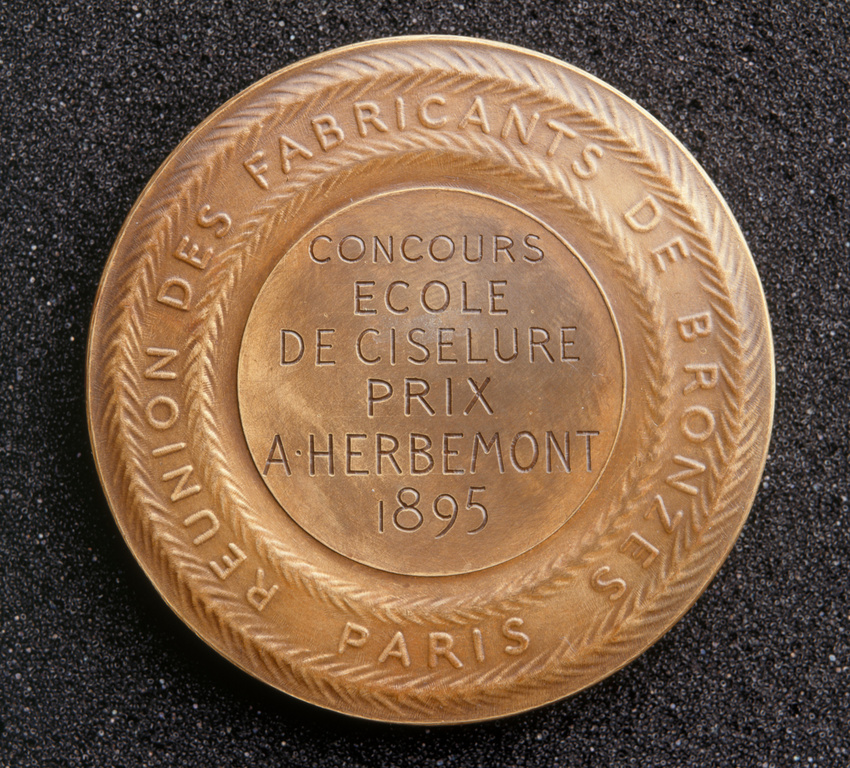 REUNION DES FABRICANTS DE BRONZES
PARIS
CONCOURS
ECOLE
DE CISELURE
PRIX
A·HERBEMONT
1895